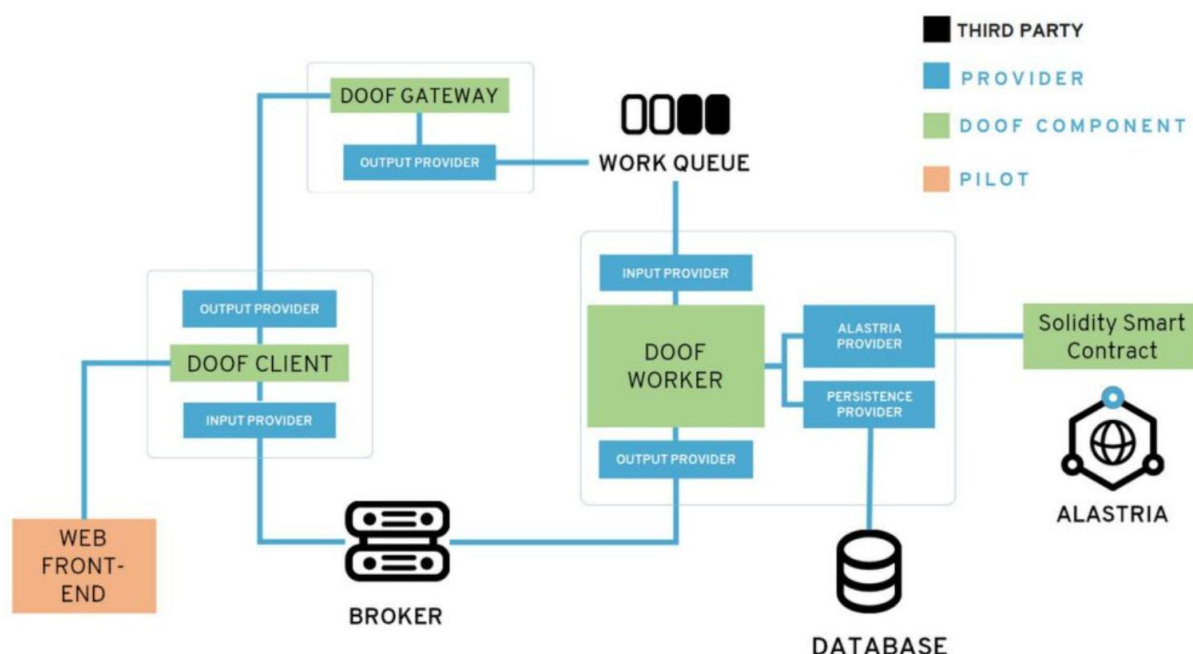 THIRD PARTY
PROVIDER
DOOF COMPONENT
PILOT
DOOF GATEWAY
OUTPUT PROVIDER
WORK QUEUE
OUTPUT PROVIDER
DOOF CLIENT
INPUT PROVIDER
INPUT PROVIDER
DOOF
WORKER
OUTPUT PROVIDER
ALASTRIA
PROVIDER
PERSISTENCE
PROVIDER
Solidity Smart
Contract
ALASTRIA
WEB
FRONT-
END
BROKER
DATABASE